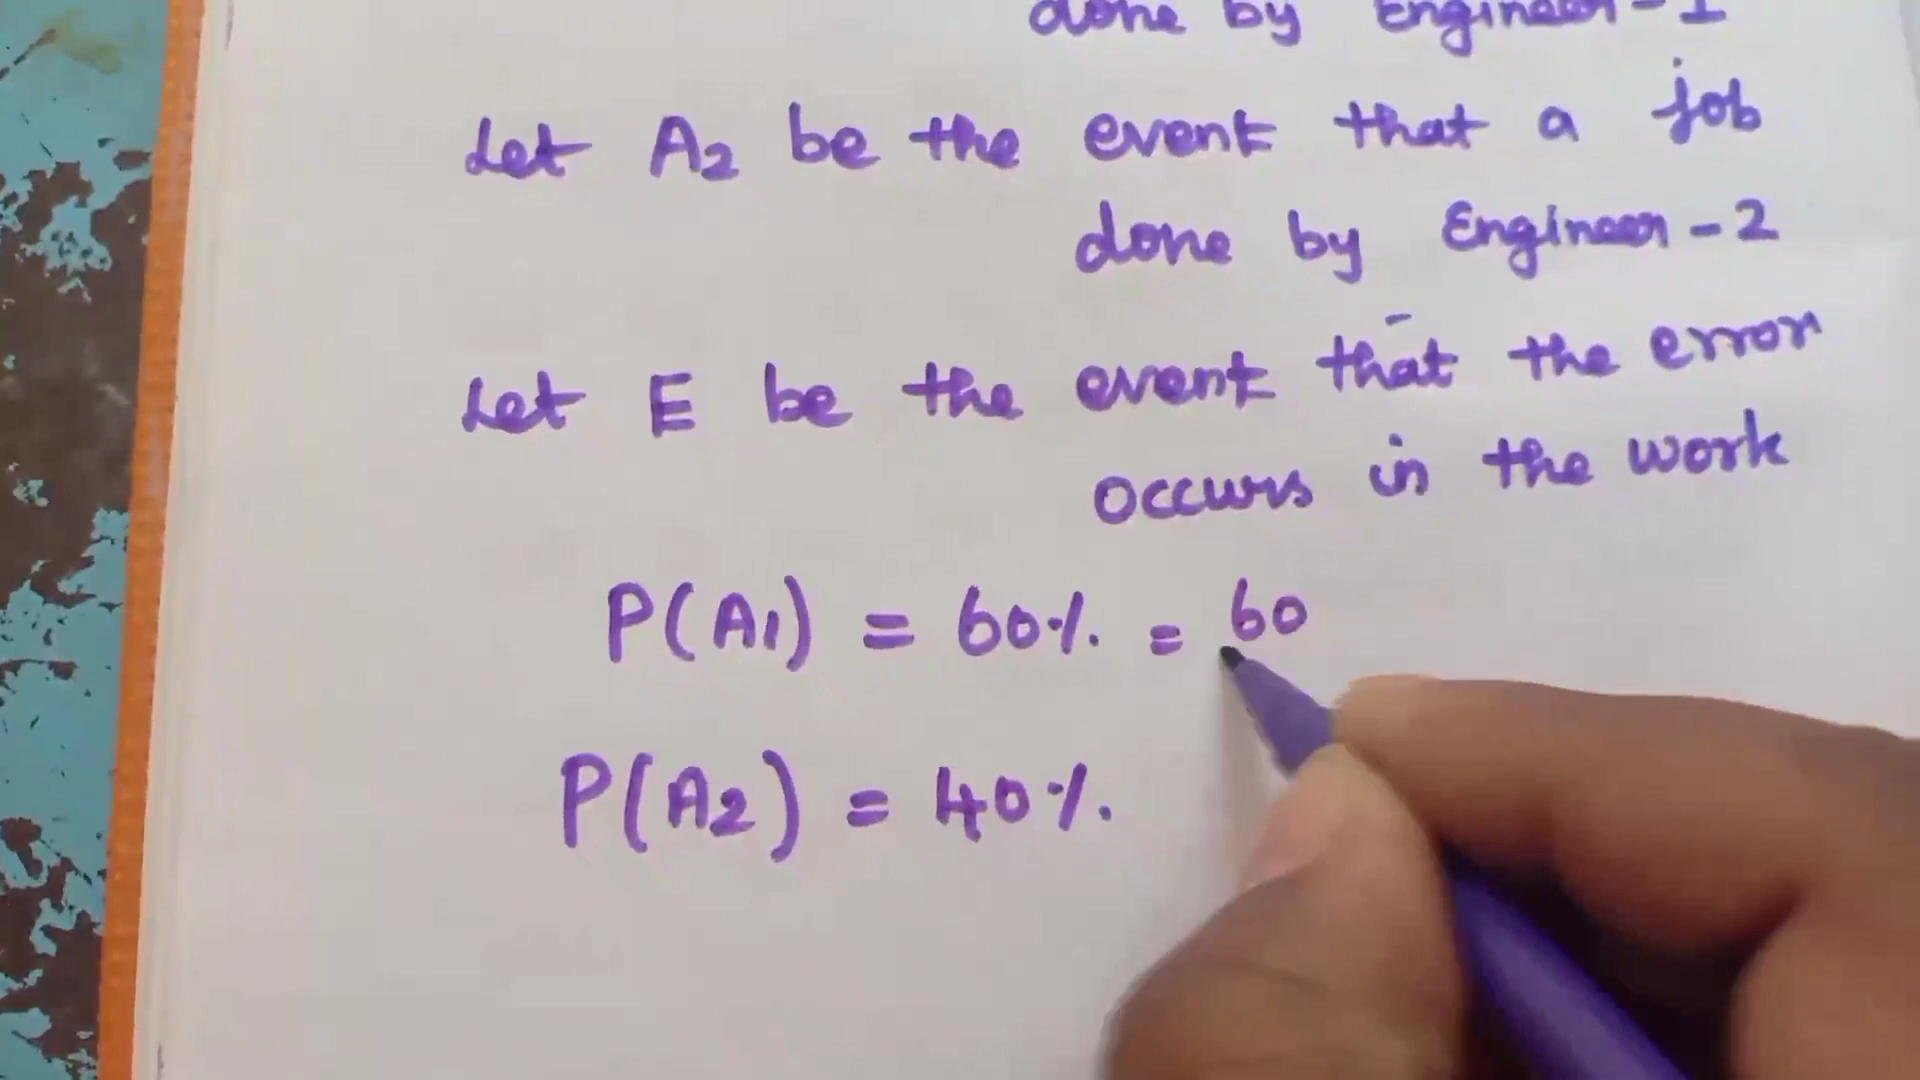 done by Engineer-1
Let A2 be the event that a job
done by Engineer-2
Let E be the event that the error
occurs in the work
P(A1) = 60% = 60
P(A2) = 40%